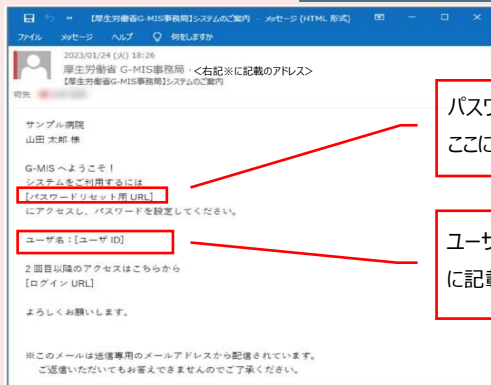 【厚生労働省G-MIS事務局】システムのご案内 - メッセージ (HTML 形式)
ファイル メッセージ ヘルプ 何をしますか
2023/01/24 (火) 18:26
厚生労働省 G-MIS事務局・<右記※に記載のアドレス>
【厚生労働省G-MIS事務局】システムのご案内
宛先
サンプル病院
山田 太郎 様
G-MIS へようこそ！
システムをご利用するには
[パスワードリセット用 URL]
にアクセスし、パスワードを設定してください。
ユーザ名：[ユーザ ID]
2 回目以降のアクセスはこちらから
[ログイン URL]
よろしくお願いします。
※このメールは送信専用のメールアドレスから配信されています。
ご返信いただいてもお答えできませんのでご了承ください。
パスワ
ここに
ユーザ
に記載